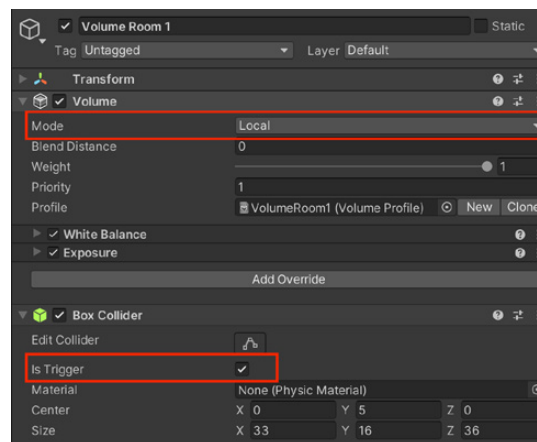 Volume Room 1 Static
Tag Untagged Layer Default
Transform
Volume
Mode Local
Blend Distance 0
Weight 1
Priority 1
Profile VolumeRoom1 (Volume Profile) New Clone
White Balance
Exposure
Add Override
Box Collider
Edit Collider
Is Trigger
Material None (Physic Material)
Center X 0 Y 5 Z 0
Size X 33 Y 16 Z 36